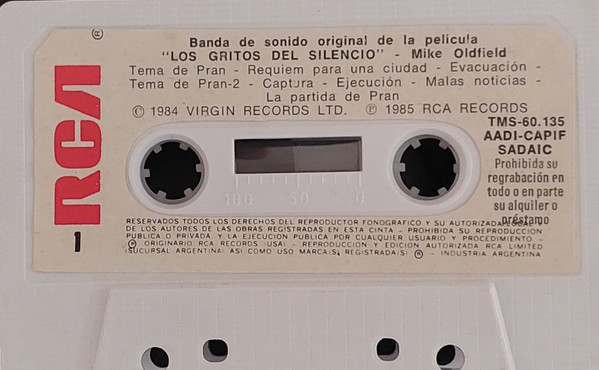 RCA ®
Banda de sonido original de la película
"LOS GRITOS DEL SILENCIO" - Mike Oldfield
Tema de Pran - Requiem para una ciudad - Evacuación -
Tema de Pran-2 - Captura - Ejecución - Malas noticias -
La partida de Pran
© 1984 VIRGIN RECORDS LTD. ℗ 1985 RCA RECORDS
TMS-60.135
AADI-CAPIF
SADAIC
Prohibida su
regrabación en
todo o en parte
su alquiler o
préstamo
100 50 0
1
RESERVADOS TODOS LOS DERECHOS DEL REPRODUCTOR FONOGRAFICO Y SU AUTORIZADA
DE LOS AUTORES DE LAS OBRAS REGISTRADAS EN ESTA CINTA - PROHIBIDA SU REPRODUCCION
PUBLICA O PRIVADA Y LA EJECUCION PUBLICA POR CUALQUIER USUARIO Y PROCEDIMIENTO -
℗ ORIGINARIO RCA RECORDS (USA) - REPRODUCCION Y EDICION AUTORIZADA RCA LIMITED
(SUCURSAL ARGENTINA) ASI COMO USO MARCA(S) REGISTRADA(S) ® - INDUSTRIA ARGENTINA